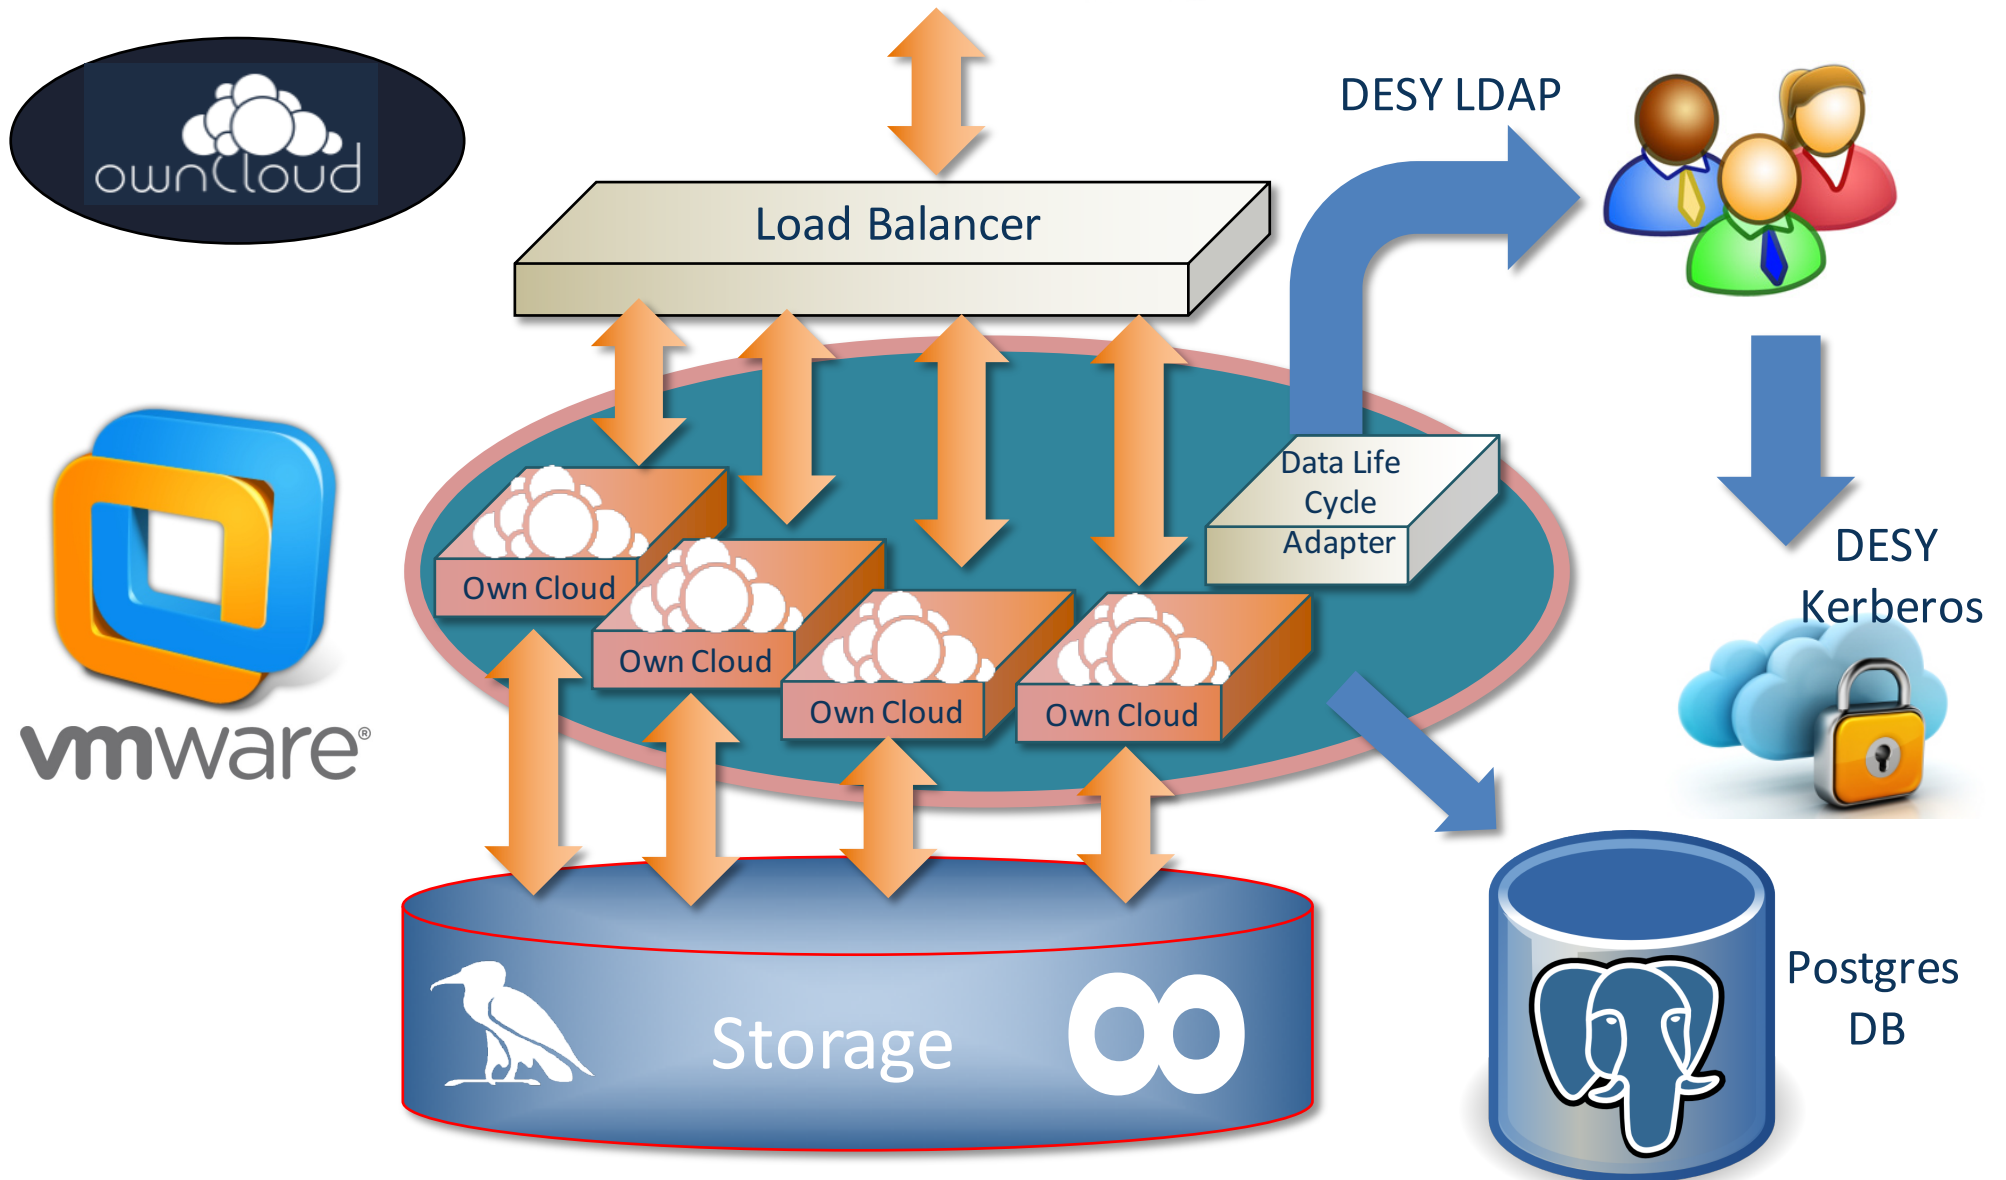 ownCloud
DESY LDAP
Load Balancer
Data Life
Cycle
Adapter
Own Cloud
Own Cloud
Own Cloud
Own Cloud
DESY
Kerberos
vmware®
Storage
Postgres
DB